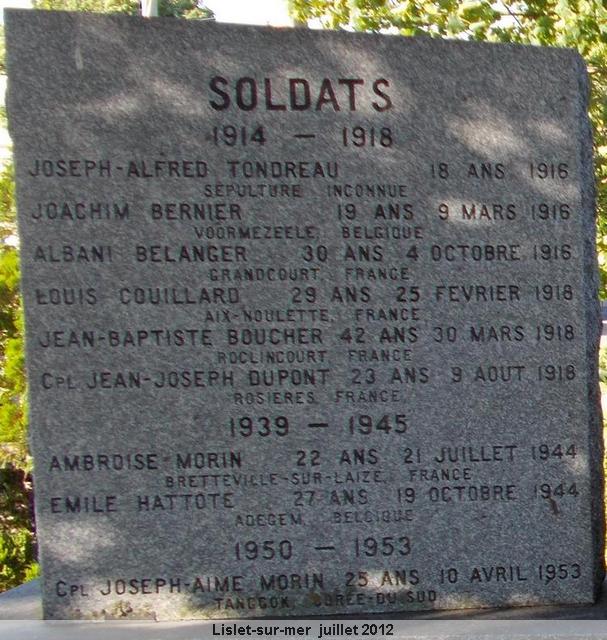 SOLDATS
1914 — 1918
JOSEPH-ALFRED TONDREAU 18 ANS 1916
SEPULTURE INCONNUE
JOACHIM BERNIER 19 ANS 9 MARS 1916
VOORMEZEELE, BELGIQUE
ALBANI BELANGER 30 ANS 4 OCTOBRE 1916
GRANDCOURT, FRANCE
LOUIS COUILLARD 29 ANS 25 FEVRIER 1918
AIX-NOULETTE, FRANCE
JEAN-BAPTISTE BOUCHER 42 ANS 30 MARS 1918
ROCLINCOURT, FRANCE
CPL JEAN-JOSEPH DUPONT 23 ANS 9 AOUT 1918
ROSIERES, FRANCE
1939 — 1945
AMBROISE MORIN 22 ANS 21 JUILLET 1944
BRETTEVILLE-SUR-LAIZE, FRANCE
EMILE HATTOTE 27 ANS 19 OCTOBRE 1944
ADEGEM, BELGIQUE
1950 — 1953
CPL JOSEPH-AIME MORIN 25 ANS 10 AVRIL 1953
TANGGOK, COREE-DU SUD
Lislet-sur-mer juillet 2012